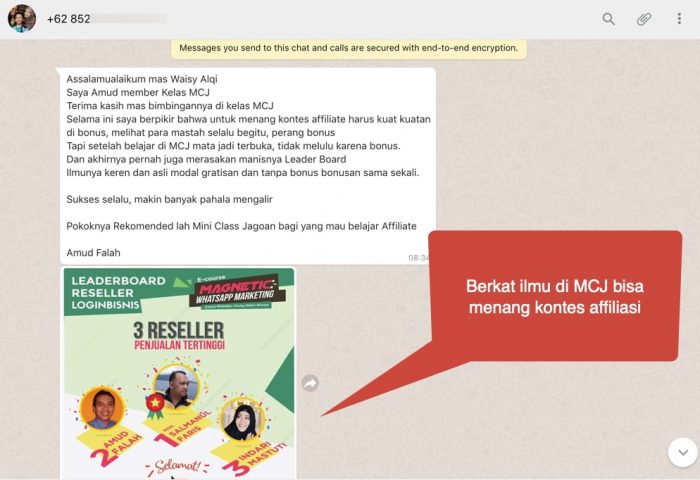 +62 852
Messages you send to this chat and calls are secured with end-to-end encryption.
Assalamualaikum mas Waisy Alqi
Saya Amud member Kelas MCJ
Terima kasih mas bimbingannya di kelas MCJ
Selama ini saya berpikir bahwa untuk menang kontes affiliate harus kuat kuatan
di bonus, melihat para mastah selalu begitu, perang bonus
Tapi setelah belajar di MCJ mata jadi terbuka, tidak melulu karena bonus.
Dan akhirnya pernah juga merasakan manisnya Leader Board
Ilmunya keren dan asli modal gratisan dan tanpa bonus bonusan sama sekali.
Sukses selalu, makin banyak pahala mengalir
Pokoknya Rekomended lah Mini Class Jagoan bagi yang mau belajar Affiliate
Amud Falah
08:34
Berkat ilmu di MCJ bisa
menang kontes affiliasi
LEADERBOARD
RESELLER
LOGINBISNIS
E-course
MAGNETIC
WHATSAPP MARKETING
3 RESELLER
PENJUALAN TERTINGGI
2 AMUD
FALAH
1
SALMANÚL
FARIS
3 INDARI
MASTUTI
Selamat!